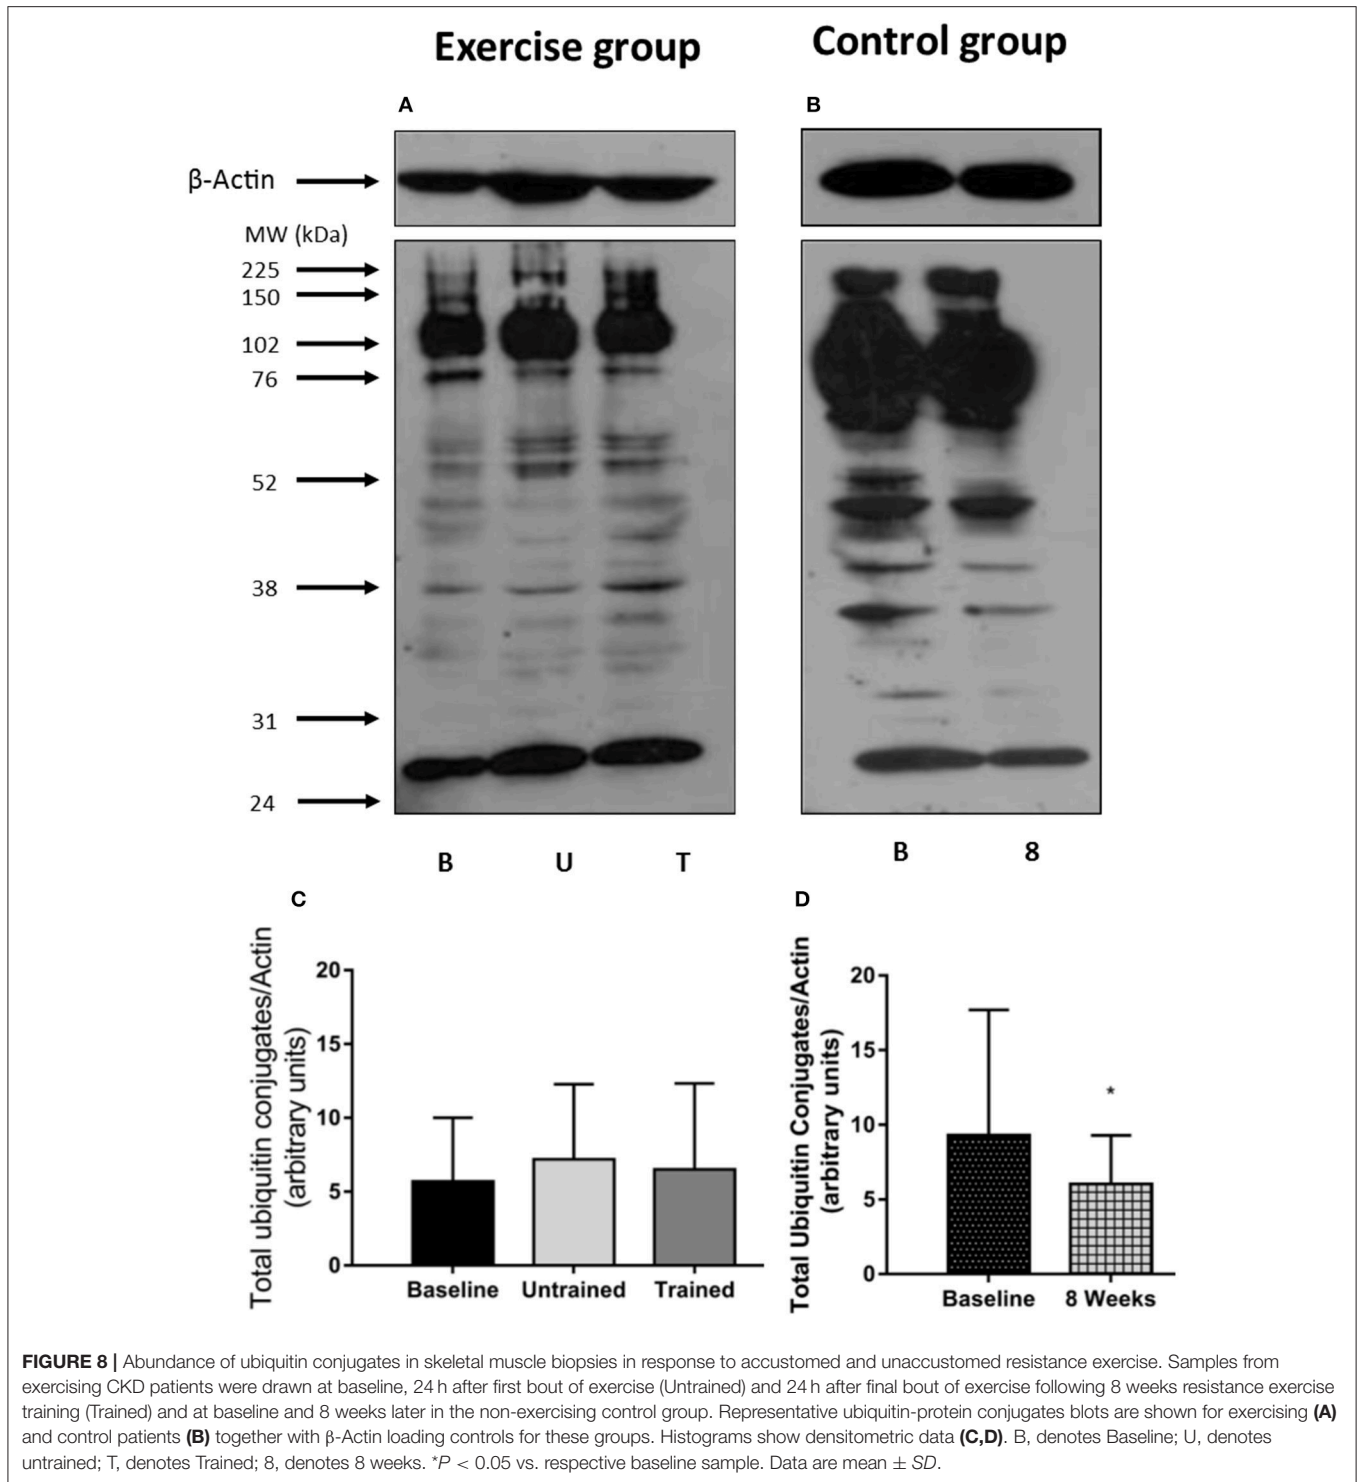 Exercise group
Control group
A
B
β-Actin
MW (kDa)
225
150
102
76
52
38
31
24
B U T
B 8
C
Total ubiquitin conjugates/Actin
(arbitrary units)
20
15
10
5
0
Baseline Untrained Trained
D
Total Ubiquitin Conjugates/Actin
(arbitrary units)
20
15
10
5
0
*
Baseline 8 Weeks
FIGURE 8 | Abundance of ubiquitin conjugates in skeletal muscle biopsies in response to accustomed and unaccustomed resistance exercise. Samples from
exercising CKD patients were drawn at baseline, 24 h after first bout of exercise (Untrained) and 24 h after final bout of exercise following 8 weeks resistance exercise
training (Trained) and at baseline and 8 weeks later in the non-exercising control group. Representative ubiquitin-protein conjugates blots are shown for exercising (A)
and control patients (B) together with β-Actin loading controls for these groups. Histograms show densitometric data (C,D). B, denotes Baseline; U, denotes
untrained; T, denotes Trained; 8, denotes 8 weeks. *P < 0.05 vs. respective baseline sample. Data are mean ± SD.